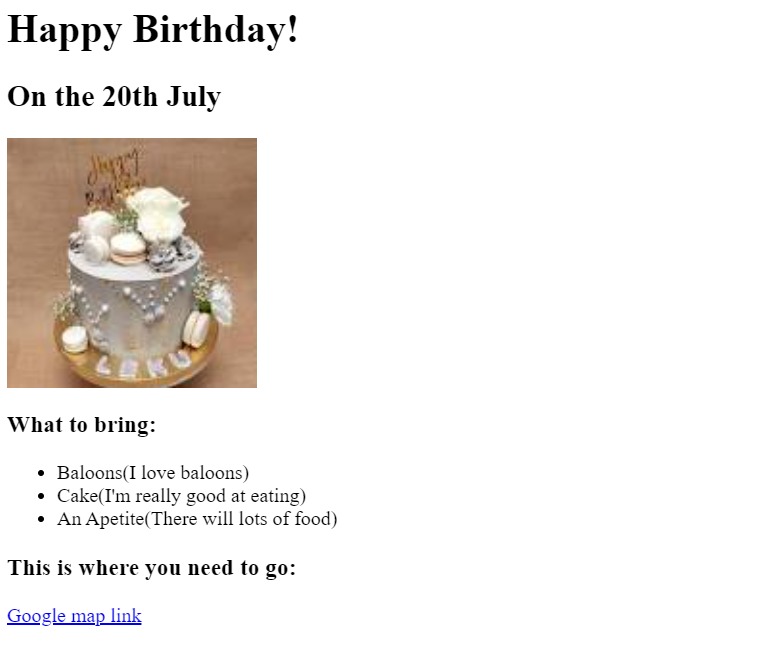 Happy Birthday!
On the 20th July
Happy
Birthday
What to bring:
Baloons(I love baloons)
Cake(I'm really good at eating)
An Apetite(There will lots of food)
This is where you need to go:
Google map link